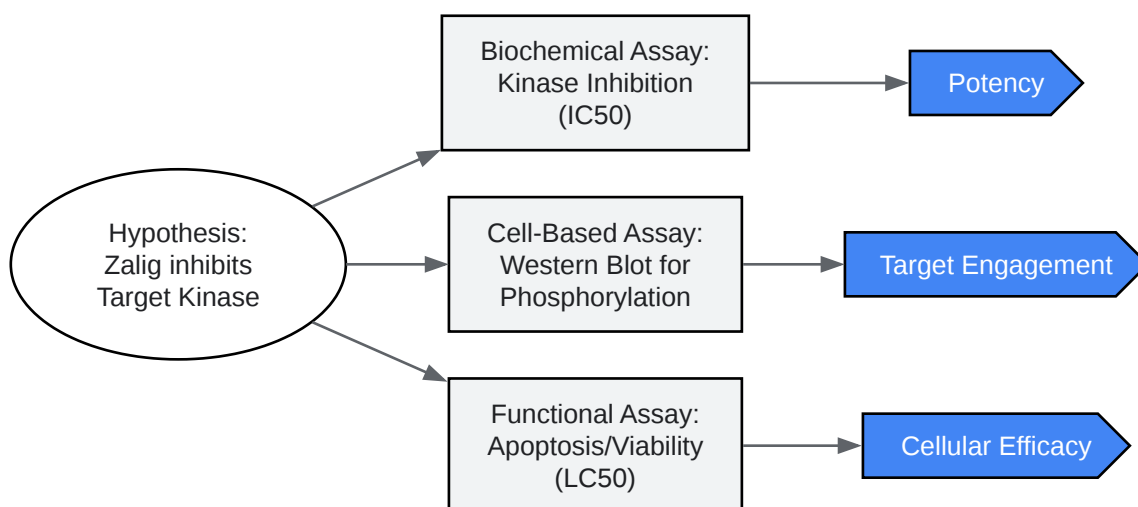 Hypothesis:
Zalig inhibits
Target Kinase
Biochemical Assay:
Kinase Inhibition
(IC50)
Potency
Cell-Based Assay:
Western Blot for
Phosphorylation
Target Engagement
Functional Assay:
Apoptosis/Viability
(LC50)
Cellular Efficacy